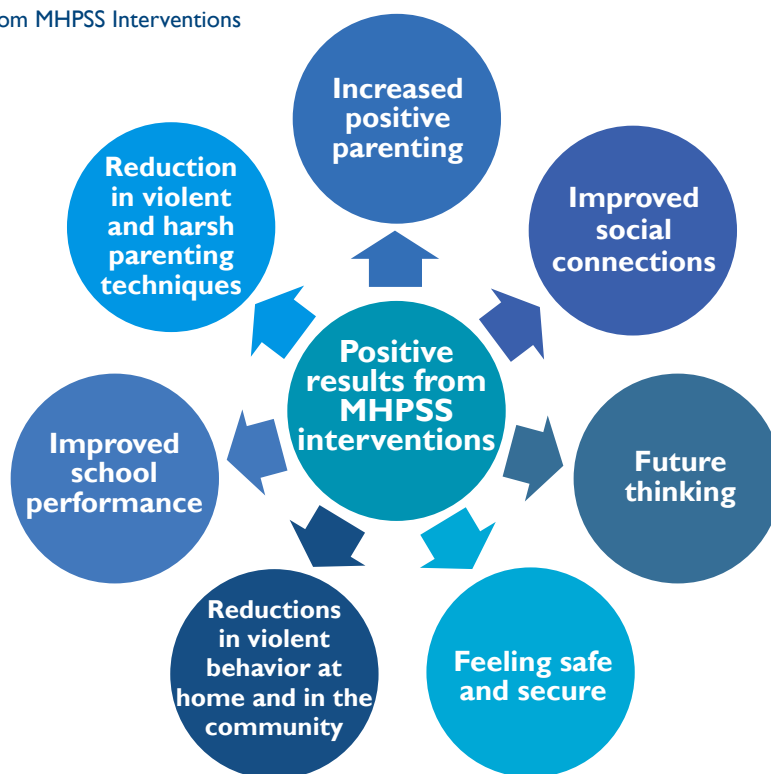 om MHPSS Interventions
Increased
positive
parenting
Improved
social
connections
Future
thinking
Feeling safe
and secure
Reductions
in violent
behavior at
home and in the
community
Improved
school
performance
Reduction
in violent
and harsh
parenting
techniques
Positive
results from
MHPSS
interventions